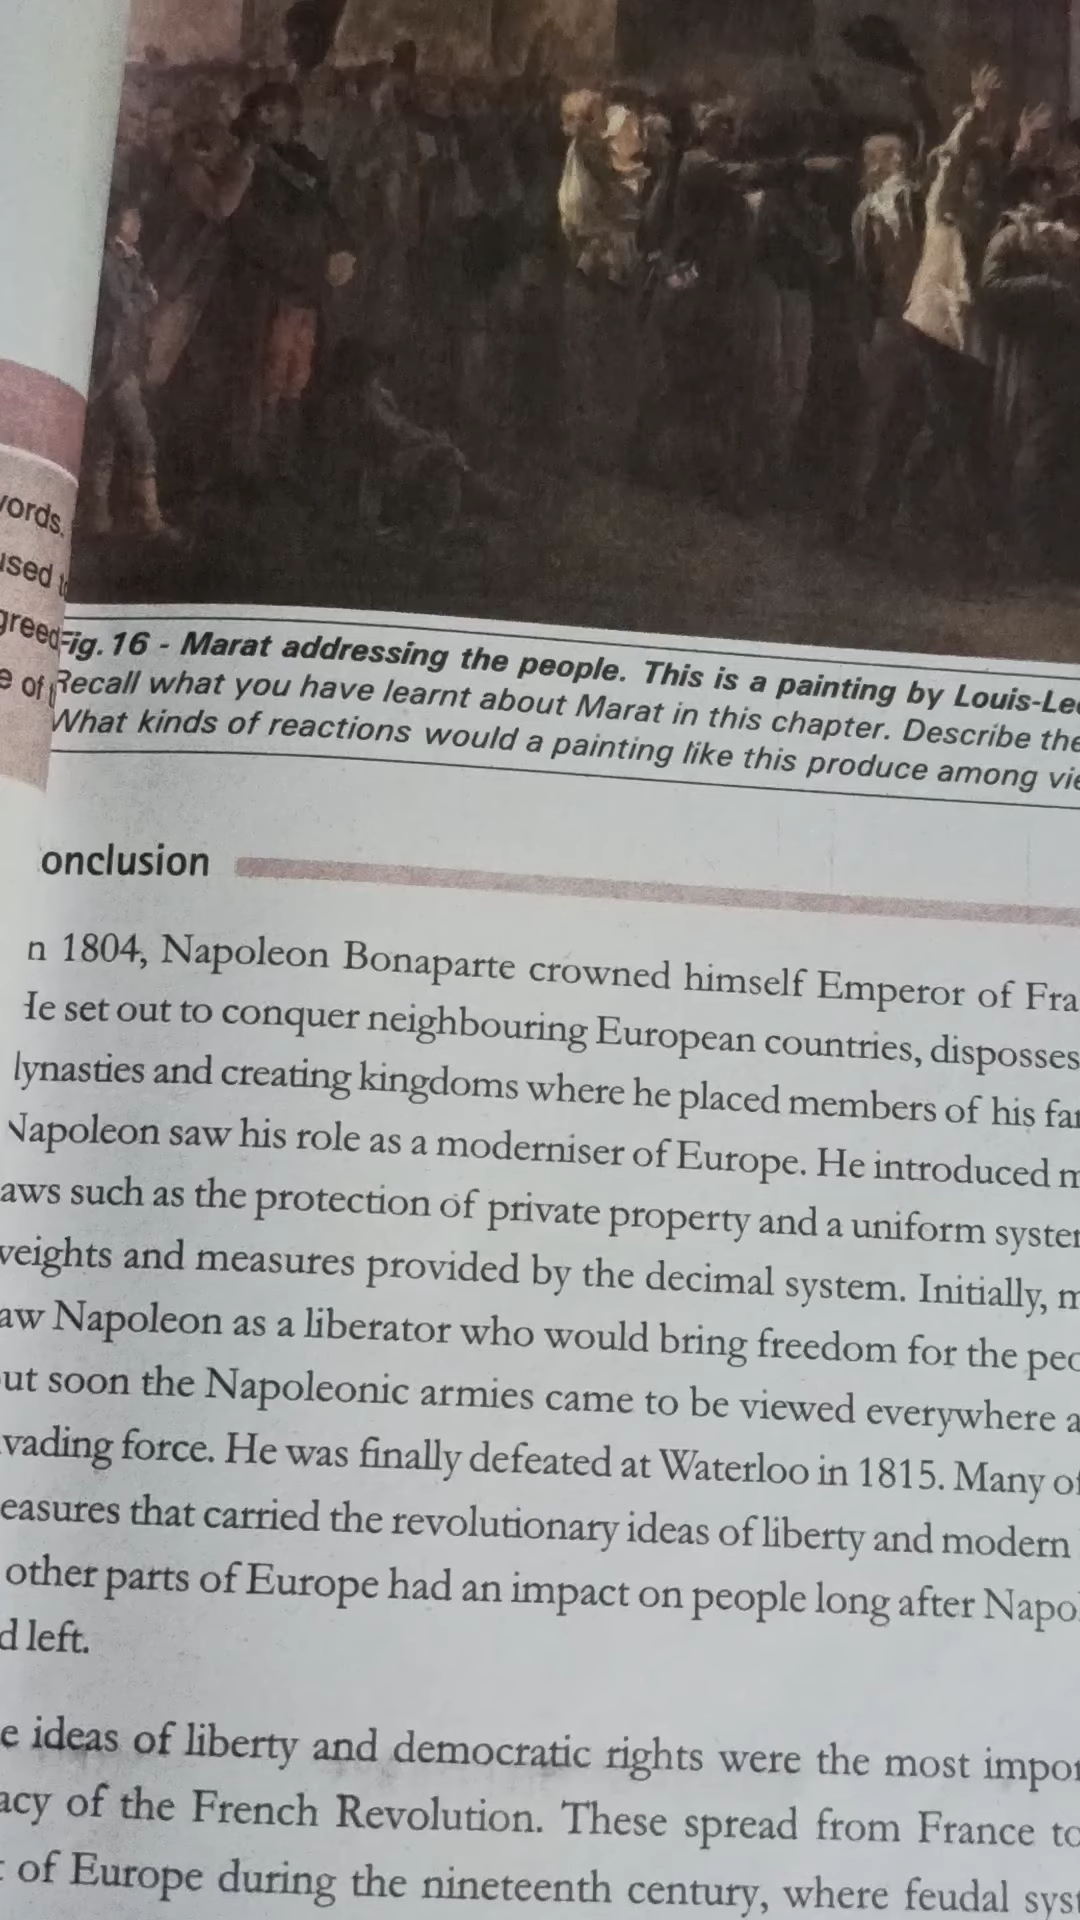 words.
used
greed
e of
Fig. 16 - Marat addressing the people. This is a painting by Louis-Le
Recall what you have learnt about Marat in this chapter. Describe the
What kinds of reactions would a painting like this produce among vie
onclusion
n 1804, Napoleon Bonaparte crowned himself Emperor of Fra
He set out to conquer neighbouring European countries, disposses
lynasties and creating kingdoms where he placed members of his fa
Napoleon saw his role as a moderniser of Europe. He introduced m
aws such as the protection of private property and a uniform syste
weights and measures provided by the decimal system. Initially, m
aw Napoleon as a liberator who would bring freedom for the peo
ut soon the Napoleonic armies came to be viewed everywhere a
vading force. He was finally defeated at Waterloo in 1815. Many of
easures that carried the revolutionary ideas of liberty and modern
other parts of Europe had an impact on people long after Napol
d left.
e ideas of liberty and democratic rights were the most impor
acy of the French Revolution. These spread from France to
of Europe during the nineteenth century, where feudal syst